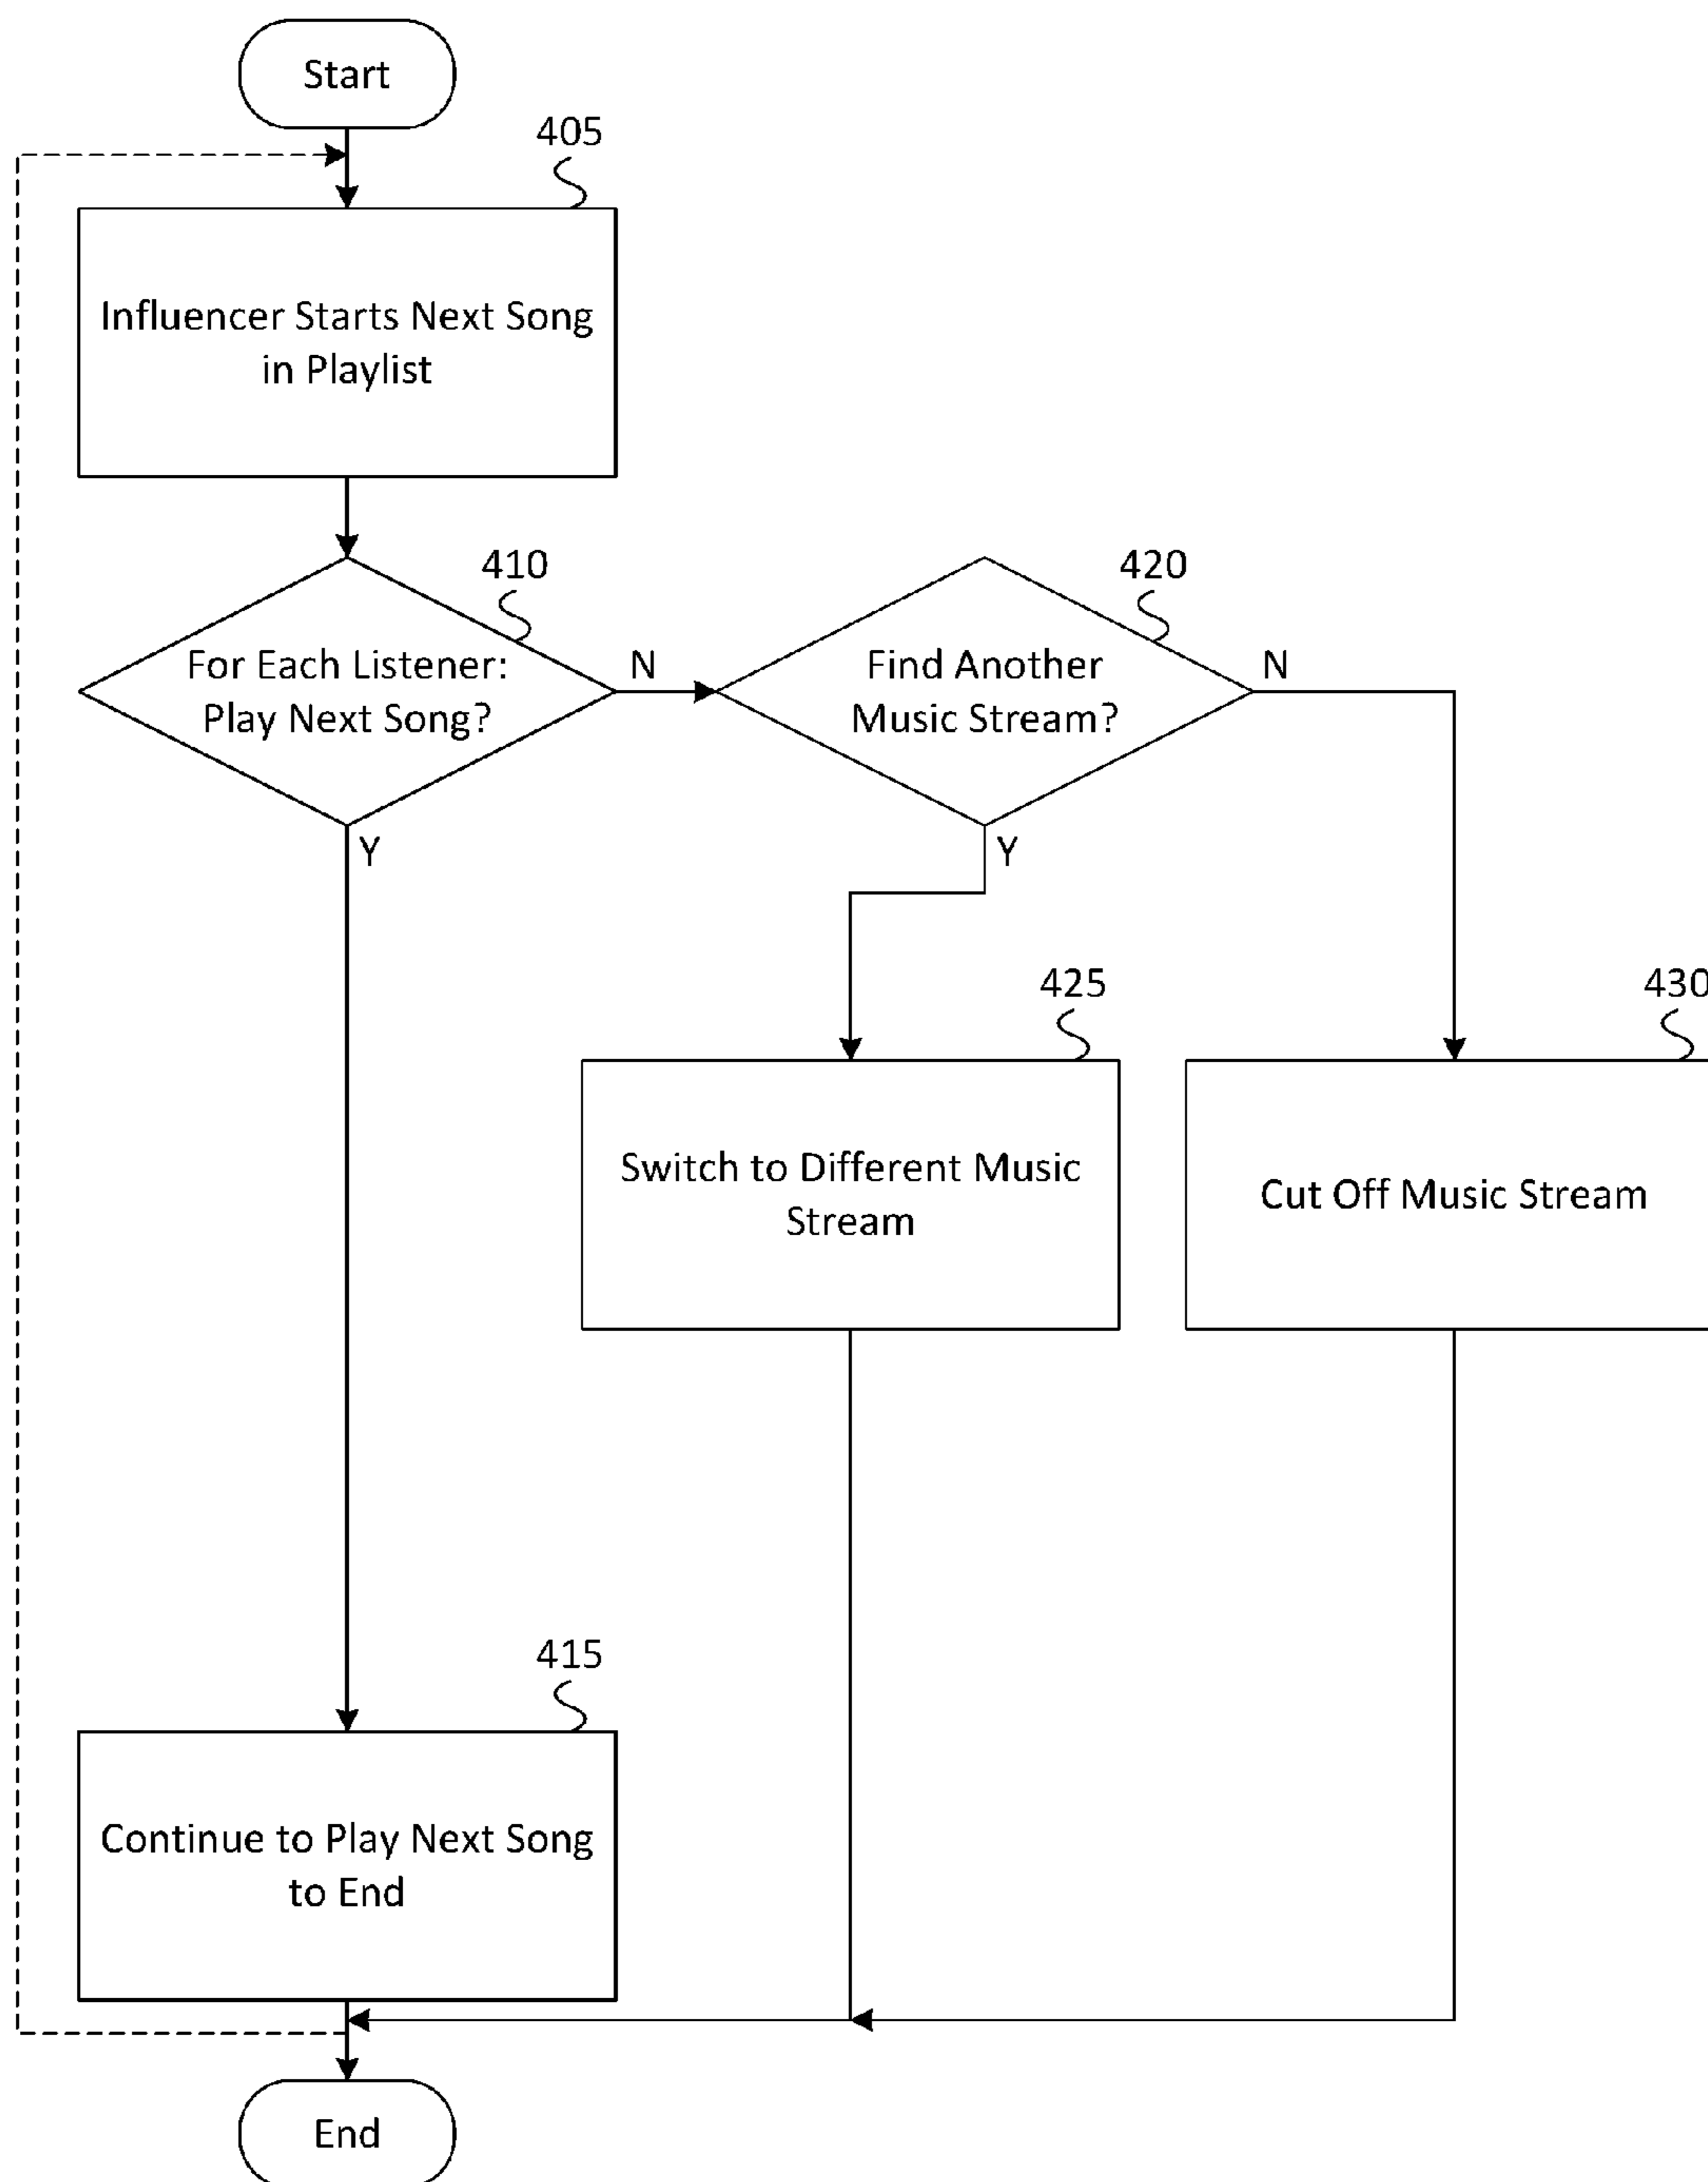 Start
405
Influencer Starts Next Song
in Playlist
410
For Each Listener:
Play Next Song?
N
Y
420
Find Another
Music Stream?
N
Y
425
Switch to Different Music
Stream
430
Cut Off Music Stream
415
Continue to Play Next Song
to End
End